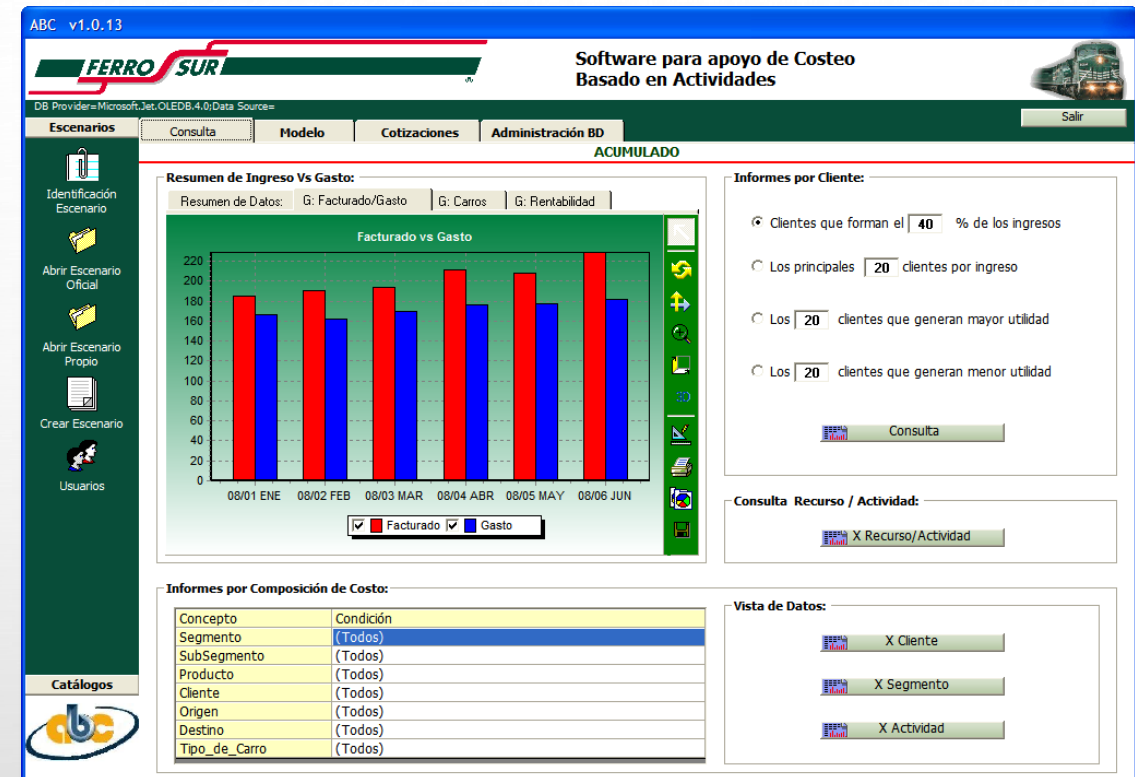 ABC v1.0.13
FERRO SUR
Software para apoyo de Costeo
Basado en Actividades
DB Provider=Microsoft.Jet.OLEDB.4.0;Data Source=
Salir
Escenarios
Consulta
Modelo
Cotizaciones
Administración BD
ACUMULADO
Identificación
Escenario
Abrir Escenario
Oficial
Abrir Escenario
Propio
Crear Escenario
Usuarios
Catálogos
abc
Resumen de Ingreso Vs Gasto:
Resumen de Datos:
G: Facturado/Gasto
G: Carros
G: Rentabilidad
Facturado vs Gasto
220
200
180
160
140
120
100
80
60
40
20
0
08/01 ENE 08/02 FEB 08/03 MAR 08/04 ABR 08/05 MAY 08/06 JUN
Facturado Gasto
Informes por Cliente:
Clientes que forman el 40 % de los ingresos
Los principales 20 clientes por ingreso
Los 20 clientes que generan mayor utilidad
Los 20 clientes que generan menor utilidad
Consulta
Consulta Recurso / Actividad:
X Recurso/Actividad
Informes por Composición de Costo:
Concepto Condición
Segmento (Todos)
SubSegmento (Todos)
Producto (Todos)
Cliente (Todos)
Origen (Todos)
Destino (Todos)
Tipo_de_Carro (Todos)
Vista de Datos:
X Cliente
X Segmento
X Actividad